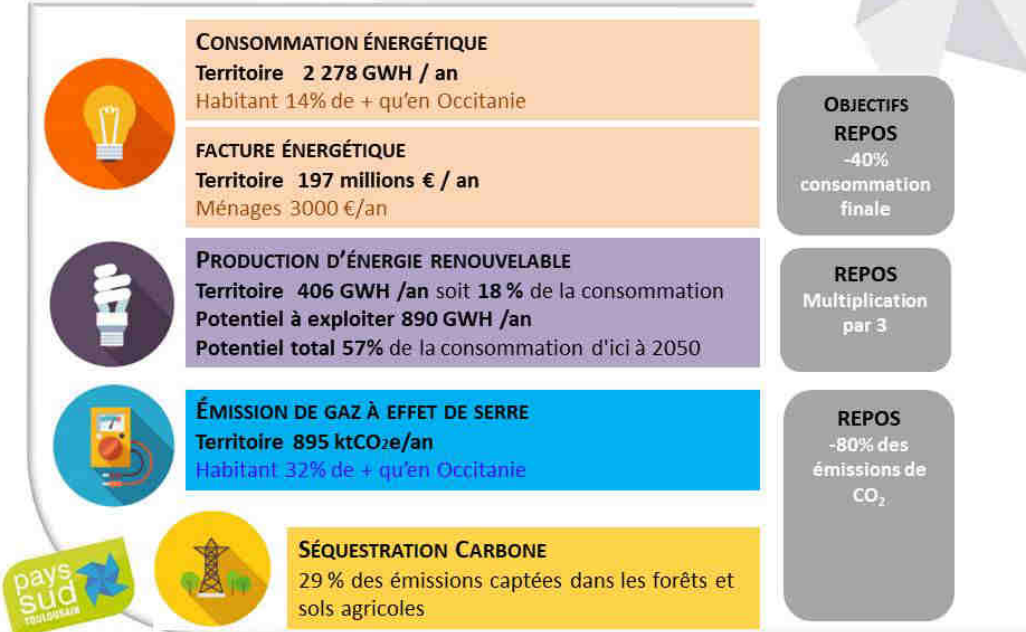 CONSOMMATION ÉNERGÉTIQUE
Territoire 2 278 GWH / an
Habitant 14% de + qu'en Occitanie
FACTURE ÉNERGÉTIQUE
Territoire 197 millions € / an
Ménages 3000 €/an
OBJECTIFS
REPOS
-40%
consommation
finale
PRODUCTION D'ÉNERGIE RENOUVELABLE
Territoire 406 GWH /an soit 18 % de la consommation
Potentiel à exploiter 890 GWH /an
Potentiel total 57% de la consommation d'ici à 2050
REPOS
Multiplication
par 3
ÉMISSION DE GAZ À EFFET DE SERRE
Territoire 895 ktCO2e/an
Habitant 32% de + qu'en Occitanie
REPOS
-80% des
émissions de
CO₂
SÉQUESTRATION CARBONE
29 % des émissions captées dans les forêts et
sols agricoles
pays
sud
TOULOUSAIN